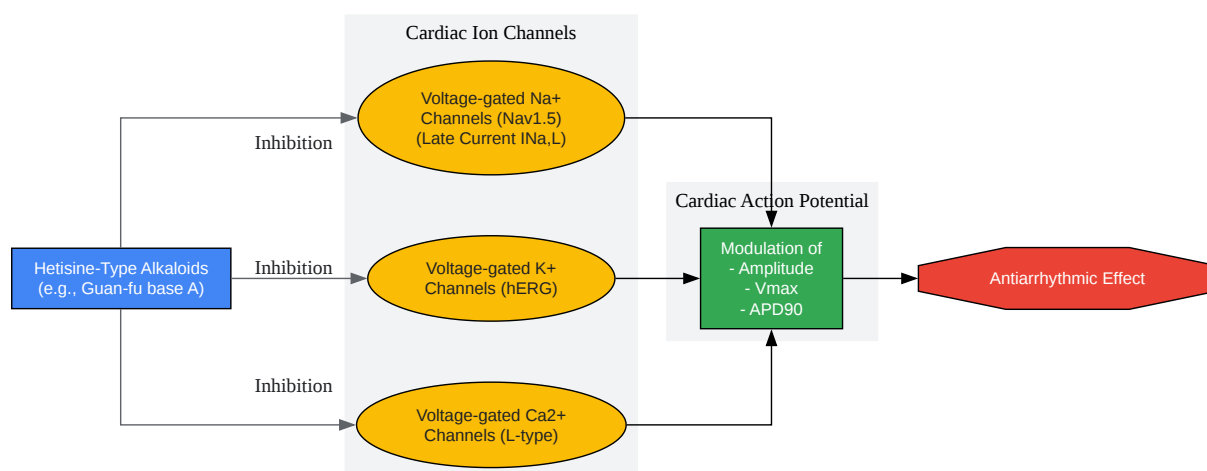 Cardiac Ion Channels
Voltage-gated Na+
Channels (Nav1.5)
(Late Current INa,L)
Inhibition
Cardiac Action Potential
Hetisine-Type Alkaloids
(e.g., Guan-fu base A)
Inhibition
Voltage-gated K+
Channels (hERG)
Modulation of
- Amplitude
- Vmax
- APD90
Antiarrhythmic Effect
Inhibition
Voltage-gated Ca2+
Channels (L-type)